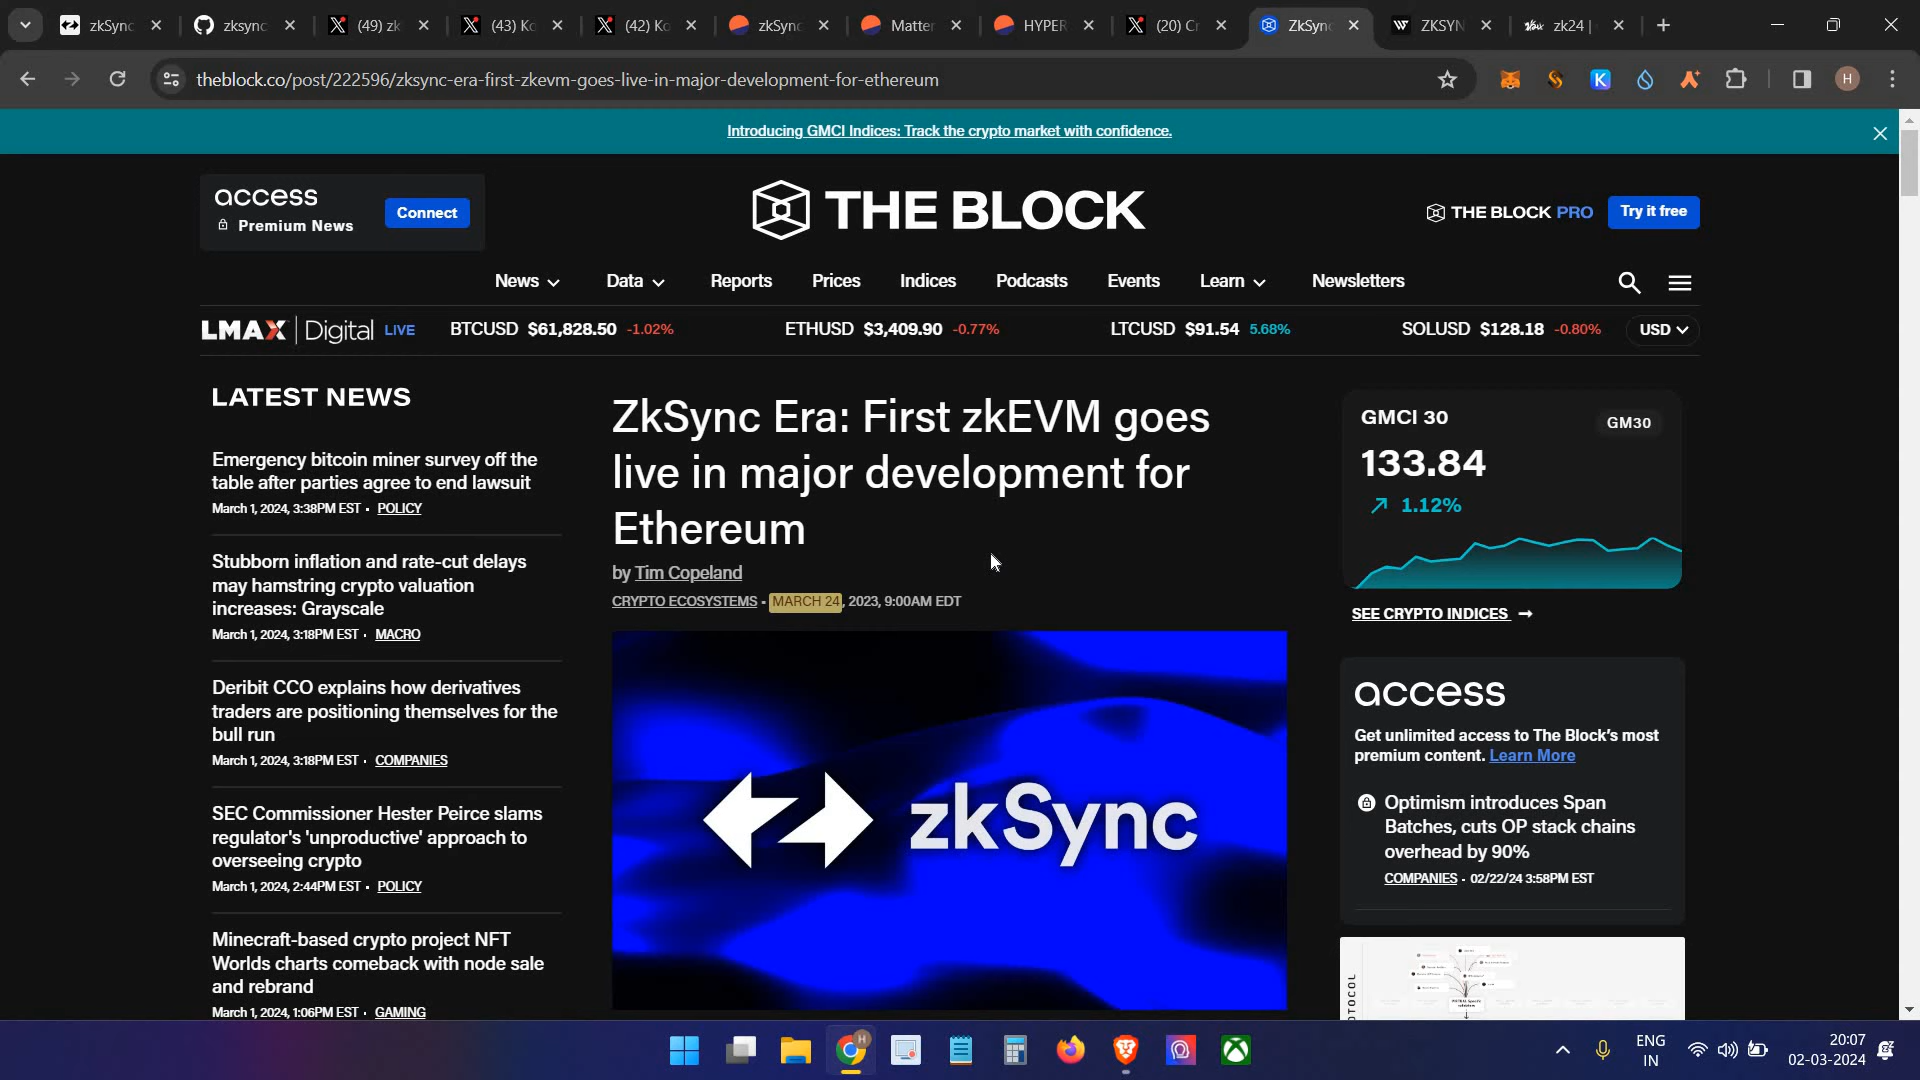 zkSync
zksync
(49) zk
(43) Ko
(42) Ko
zkSync
Matter
HYPER
(20) Cr
ZkSync
ZKSYN
zk24 |
theblock.co/post/222596/zksync-era-first-zkevm-goes-live-in-major-development-for-ethereum
H
Introducing GMCI Indices: Track the crypto market with confidence.
access
Premium News
Connect
THE BLOCK
THE BLOCK PRO
Try it free
News
Data
Reports
Prices
Indices
Podcasts
Events
Learn
Newsletters
LMAX Digital LIVE
BTCUSD $61,828.50 -1.02%
ETHUSD $3,409.90 -0.77%
LTCUSD $91.54 5.68%
SOLUSD $128.18 -0.80%
USD
LATEST NEWS
Emergency bitcoin miner survey off the
table after parties agree to end lawsuit
March 1, 2024, 3:38PM EST • POLICY
Stubborn inflation and rate-cut delays
may hamstring crypto valuation
increases: Grayscale
March 1, 2024, 3:18PM EST • MACRO
Deribit CCO explains how derivatives
traders are positioning themselves for the
bull run
March 1, 2024, 3:18PM EST • COMPANIES
SEC Commissioner Hester Peirce slams
regulator's 'unproductive' approach to
overseeing crypto
March 1, 2024, 2:44PM EST • POLICY
Minecraft-based crypto project NFT
Worlds charts comeback with node sale
and rebrand
March 1, 2024, 1:06PM EST • GAMING
ZkSync Era: First zkEVM goes
live in major development for
Ethereum
by Tim Copeland
CRYPTO ECOSYSTEMS • MARCH 24, 2023, 9:00AM EDT
zkSync
GMCI 30
GM30
133.84
1.12%
SEE CRYPTO INDICES →
access
Get unlimited access to The Block's most
premium content. Learn More
Optimism introduces Span
Batches, cuts OP stack chains
overhead by 90%
COMPANIES • 02/22/24 3:58PM EST
H
ENG
IN
20:07
02-03-2024